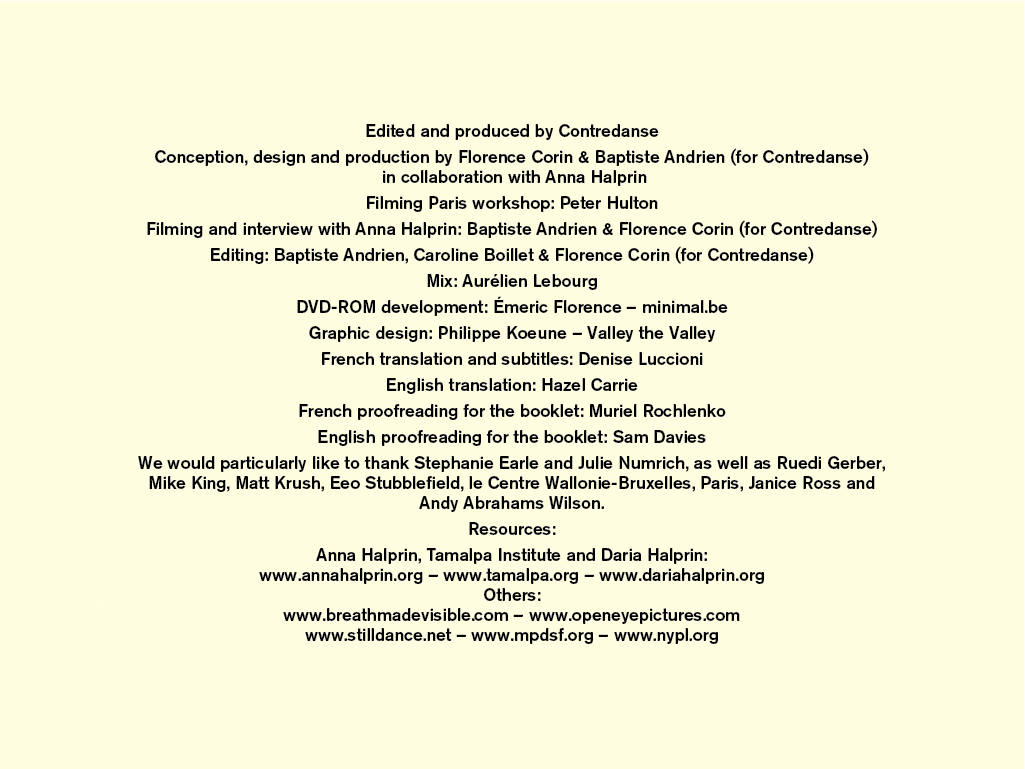 Edited and produced by Contredanse
Conception, design and production by Florence Corin & Baptiste Andrien (for Contredanse)
in collaboration with Anna Halprin
Filming Paris workshop: Peter Hulton
Filming and interview with Anna Halprin: Baptiste Andrien & Florence Corin (for Contredanse)
Editing: Baptiste Andrien, Caroline Boillet & Florence Corin (for Contredanse)
Mix: Aurélien Lebourg
DVD-ROM development: Émeric Florence – minimal.be
Graphic design: Philippe Koeune – Valley the Valley
French translation and subtitles: Denise Luccioni
English translation: Hazel Carrie
French proofreading for the booklet: Muriel Rochlenko
English proofreading for the booklet: Sam Davies
We would particularly like to thank Stephanie Earle and Julie Numrich, as well as Ruedi Gerber,
Mike King, Matt Krush, Eeo Stubblefield, le Centre Wallonie-Bruxelles, Paris, Janice Ross and
Andy Abrahams Wilson.
Resources:
Anna Halprin, Tamalpa Institute and Daria Halprin:
www.annahalprin.org – www.tamalpa.org – www.dariahalprin.org
Others:
www.breathmadevisible.com – www.openeyepictures.com
www.stilldance.net – www.mpdsf.org – www.nypl.org